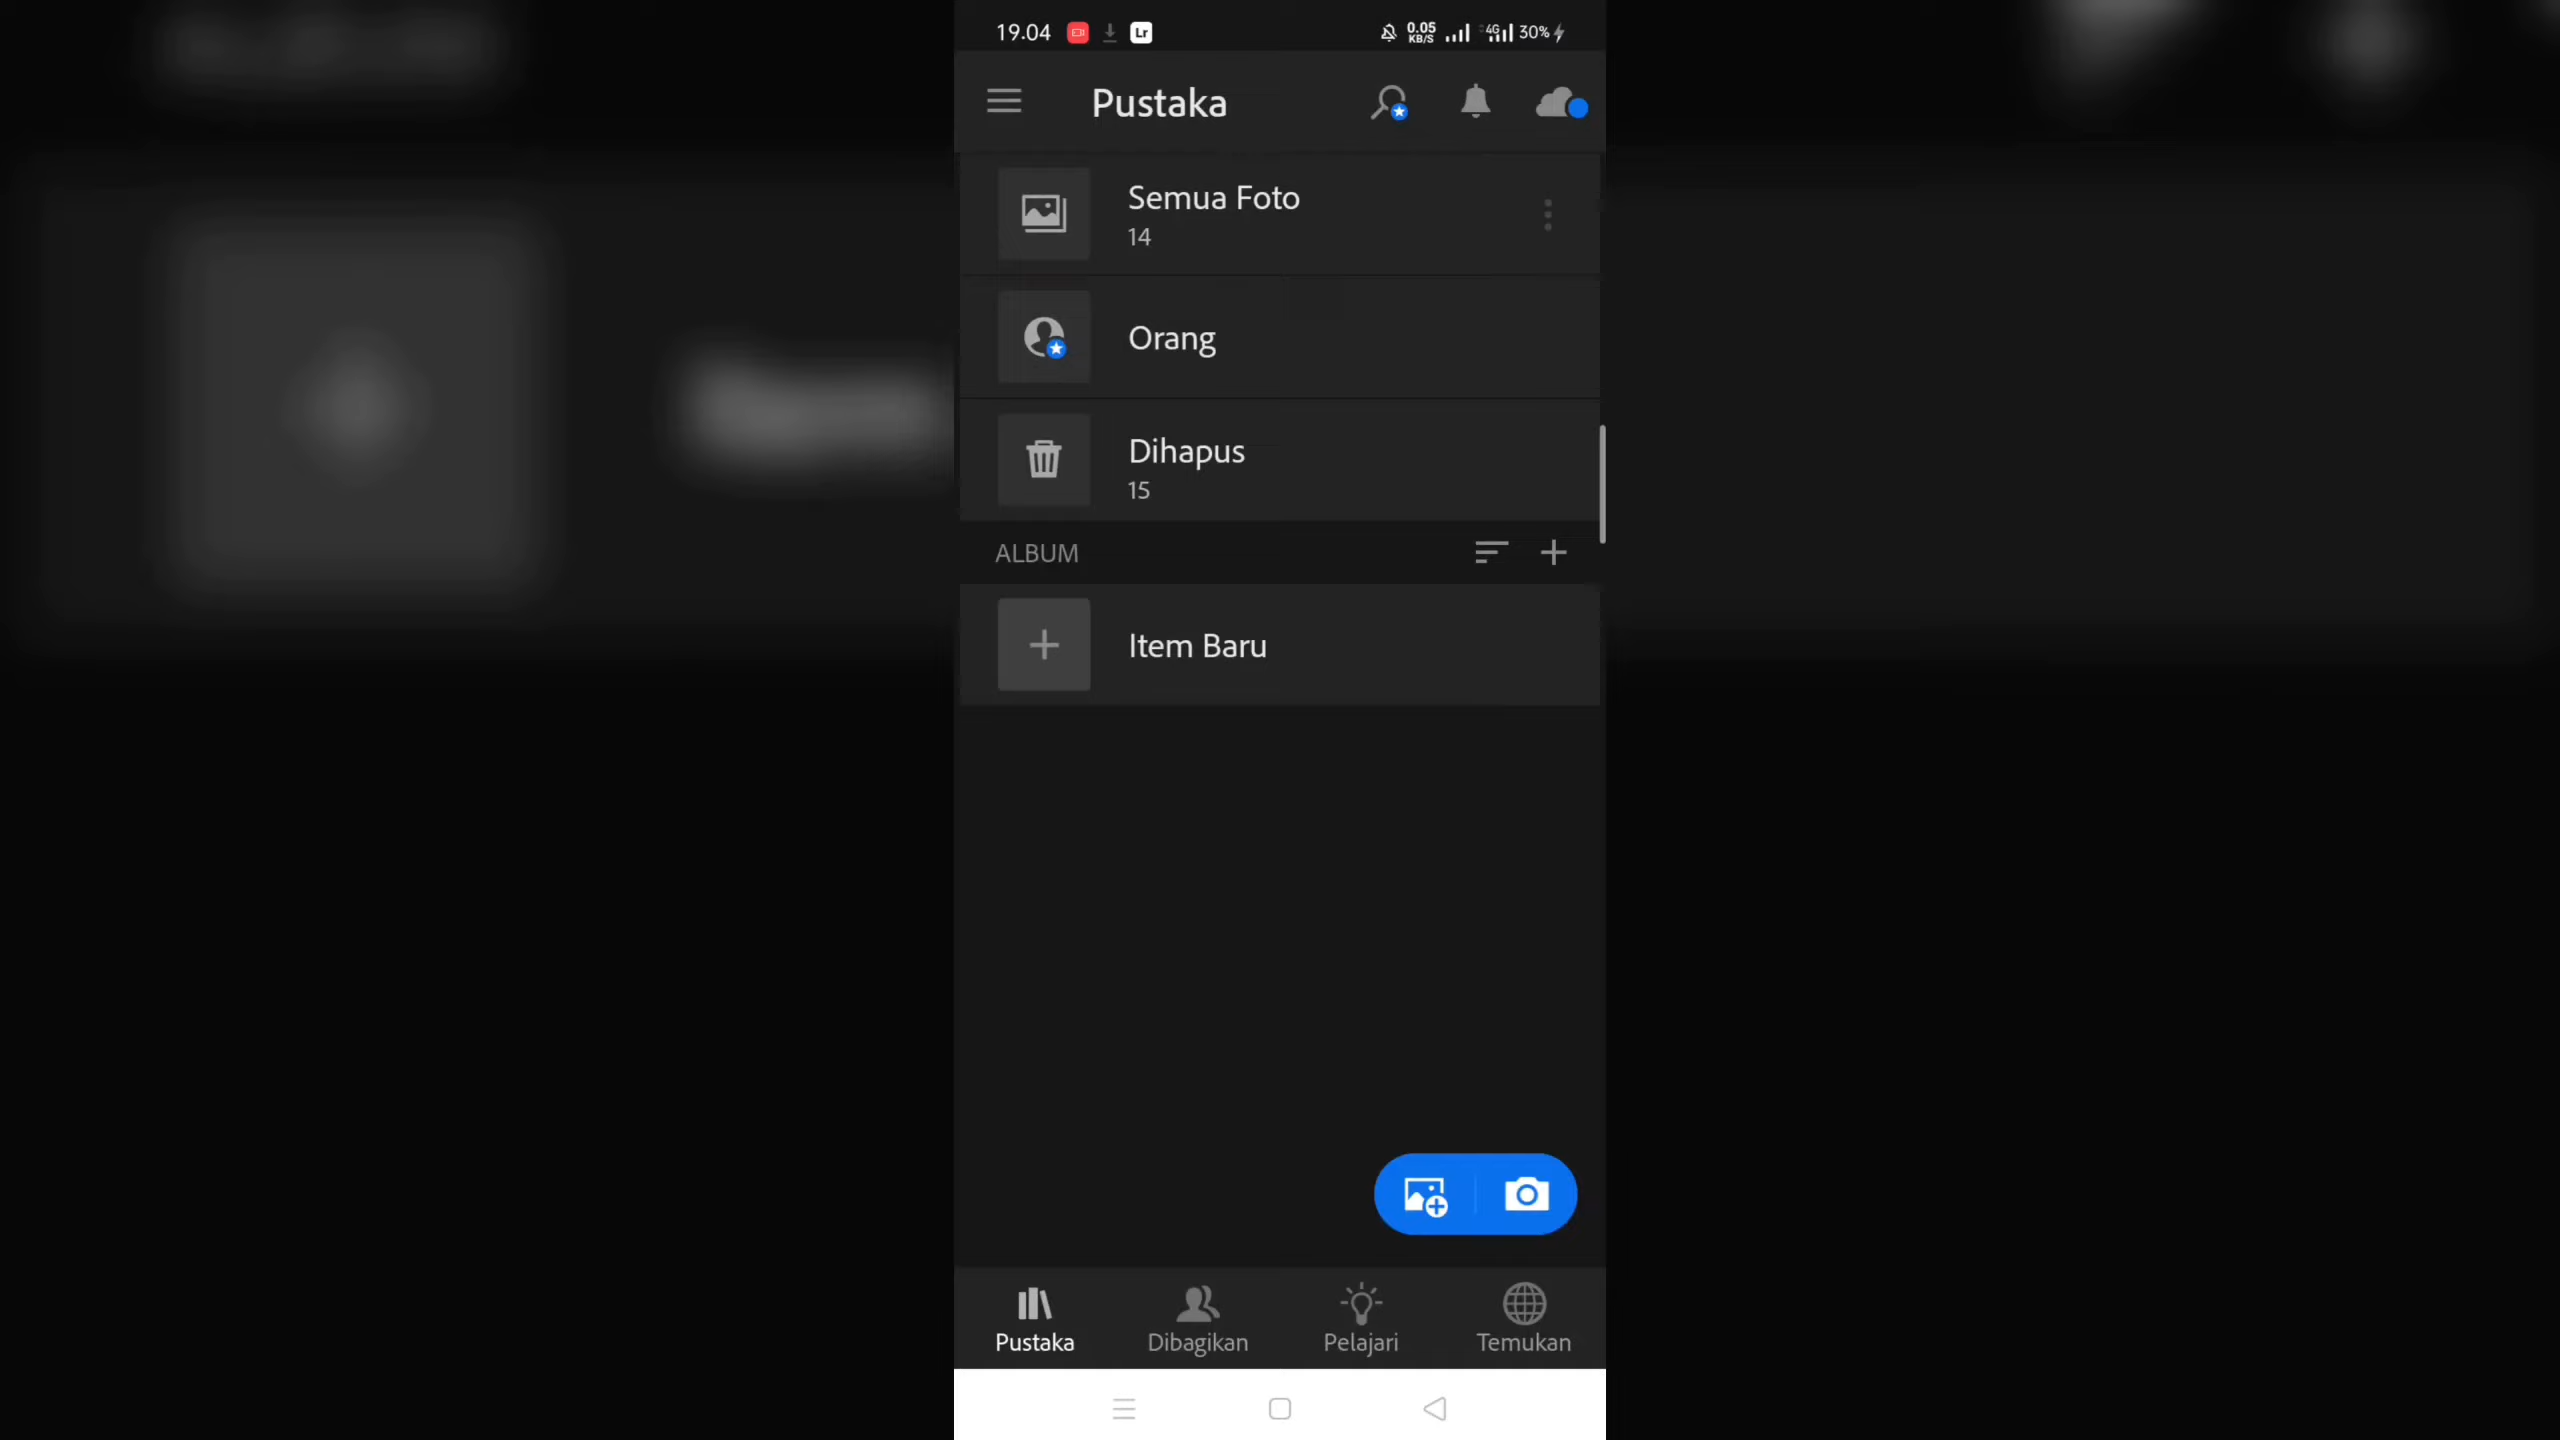 19.04 Lr 0.05 KB/S 4G 30%
Pustaka
Semua Foto
14
Orang
Dihapus
15
ALBUM
Item Baru
Pustaka Dibagikan Pelajari Temukan